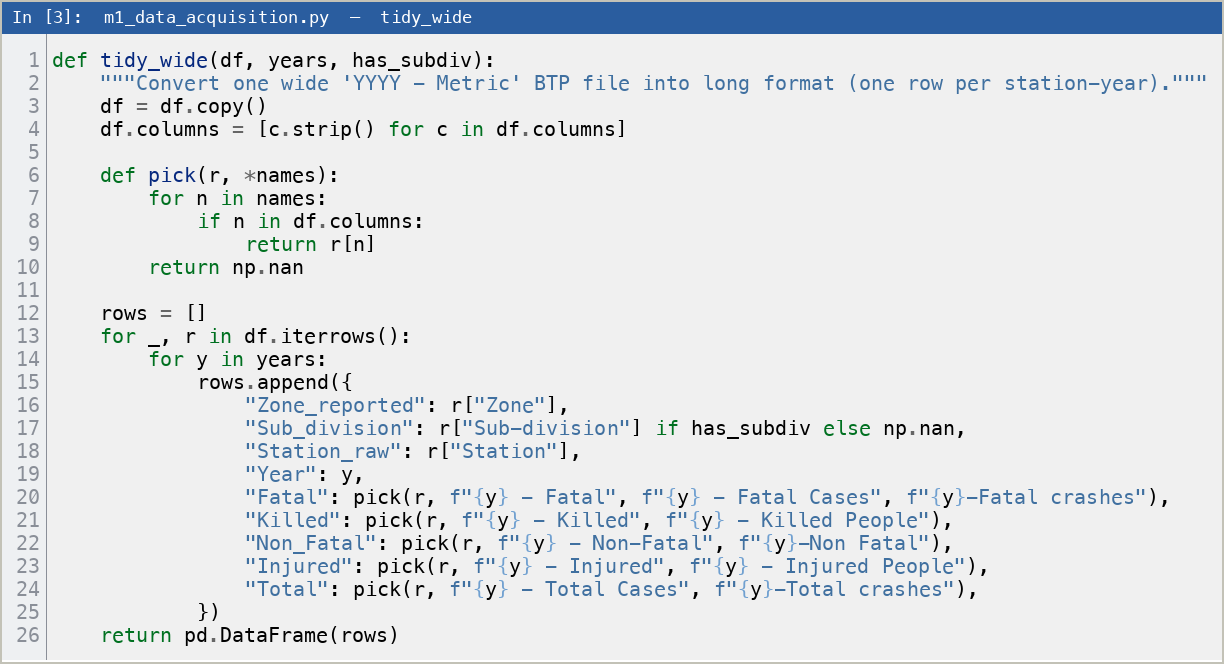 In [3]:  m1_data_acquisition.py  —  tidy_wide
1 def tidy_wide(df, years, has_subdiv):
2     """Convert one wide 'YYYY - Metric' BTP file into long format (one row per station-year)."""
3     df = df.copy()
4     df.columns = [c.strip() for c in df.columns]
5
6     def pick(r, *names):
7         for n in names:
8             if n in df.columns:
9                 return r[n]
10         return np.nan
11
12     rows = []
13     for _, r in df.iterrows():
14         for y in years:
15             rows.append({
16                 "Zone_reported": r["Zone"],
17                 "Sub_division": r["Sub-division"] if has_subdiv else np.nan,
18                 "Station_raw": r["Station"],
19                 "Year": y,
20                 "Fatal": pick(r, f"{y} - Fatal", f"{y} - Fatal Cases", f"{y}-Fatal crashes"),
21                 "Killed": pick(r, f"{y} - Killed", f"{y} - Killed People"),
22                 "Non_Fatal": pick(r, f"{y} - Non-Fatal", f"{y}-Non Fatal"),
23                 "Injured": pick(r, f"{y} - Injured", f"{y} - Injured People"),
24                 "Total": pick(r, f"{y} - Total Cases", f"{y}-Total crashes"),
25             })
26     return pd.DataFrame(rows)